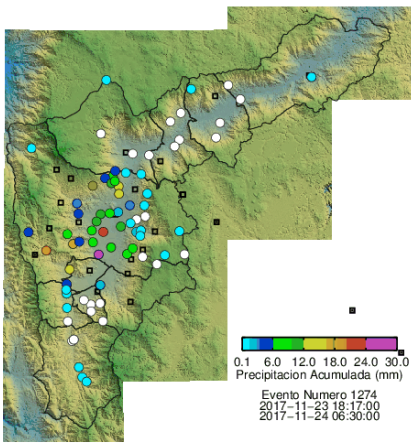 0.1 6.0 12.0 18.0 24.0 30.0
Precipitacion Acumulada (mm)
Evento Numero 1274
2017-11-23 18:17:00
2017-11-24 06:30:00